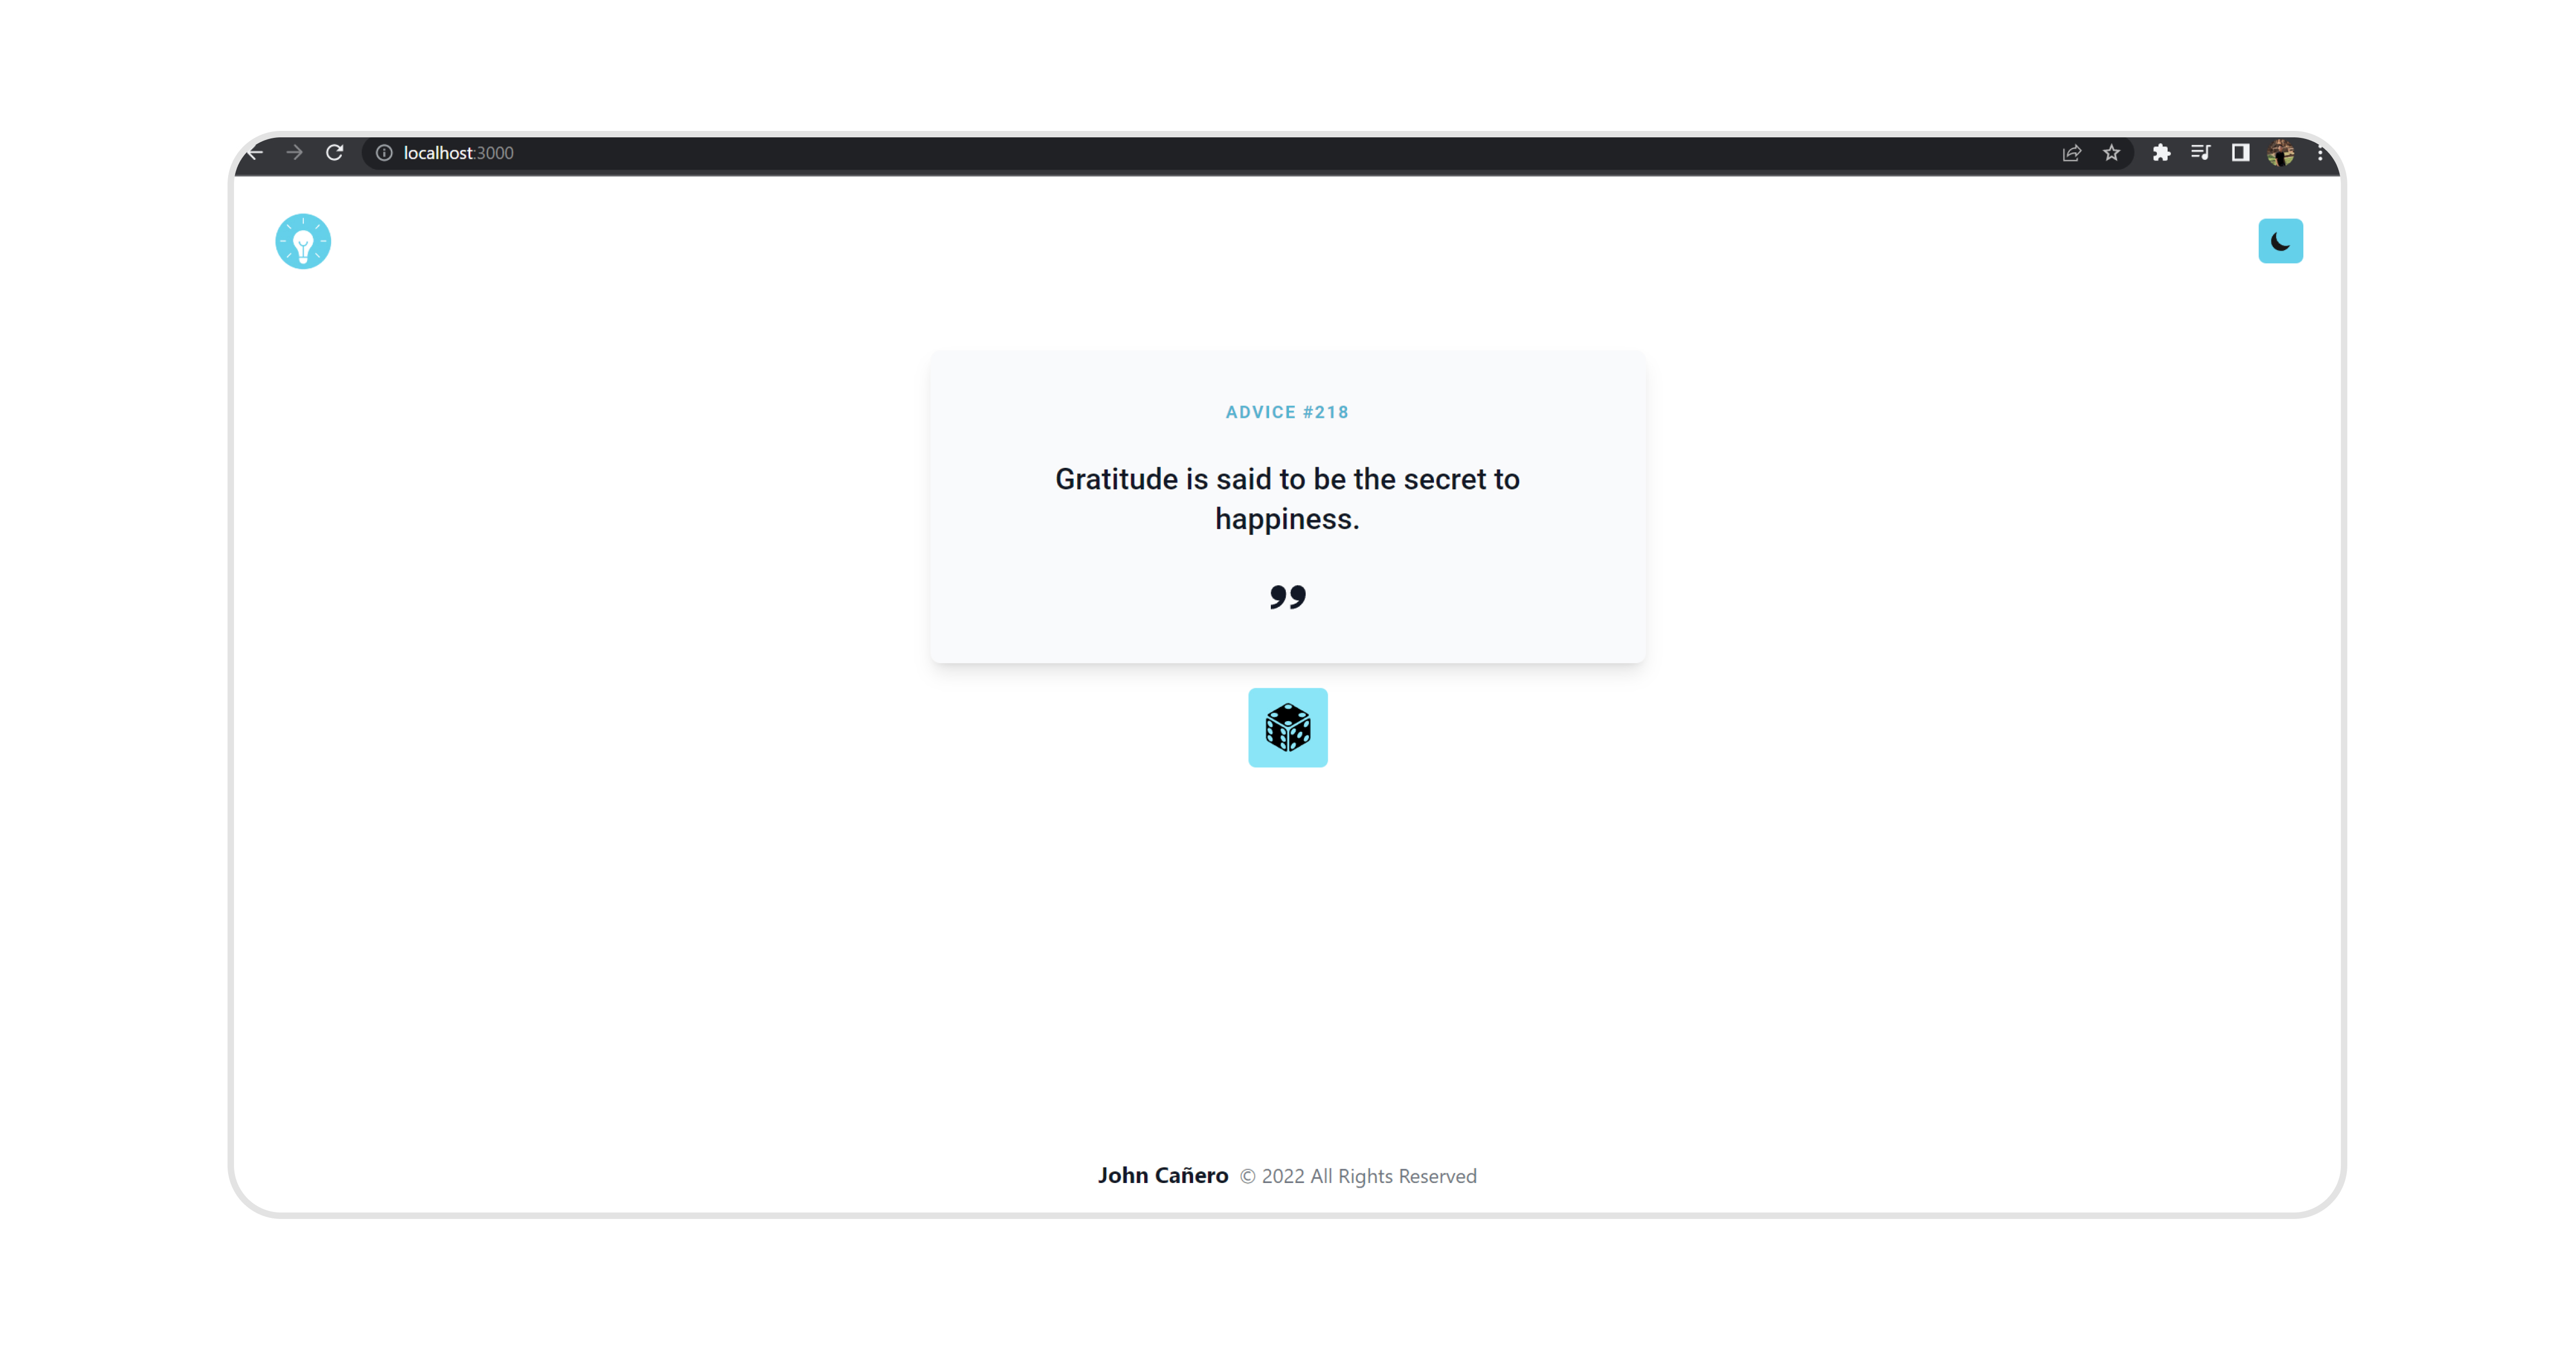 localhost:3000
ADVICE #218
Gratitude is said to be the secret to
happiness.
”
John Cañero © 2022 All Rights Reserved